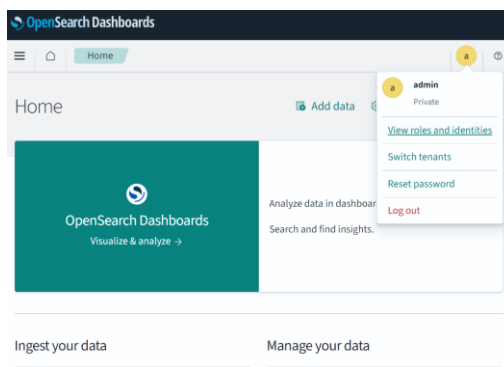 OpenSearch Dashboards
Home
a
Home
Add data
a
admin
Private
View roles and identities
Switch tenants
Reset password
Log out
OpenSearch Dashboards
Visualize & analyze →
Analyze data in dashboar
Search and find insights.
Ingest your data
Manage your data